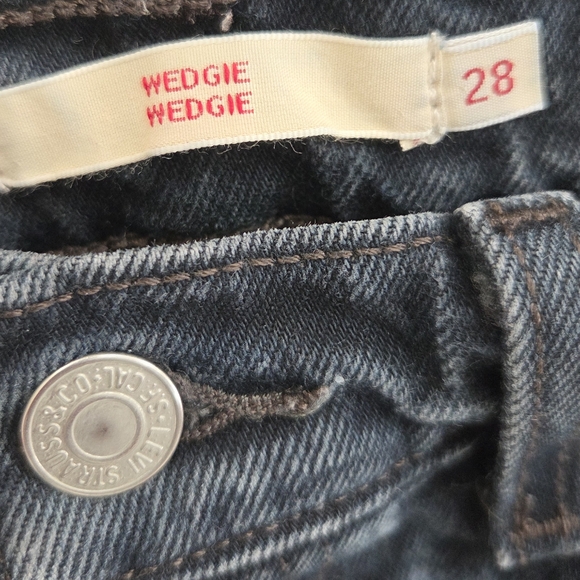 WEDGIE
WEDGIE
28
LEVI STRAUSS & CO. S.F. CAL.